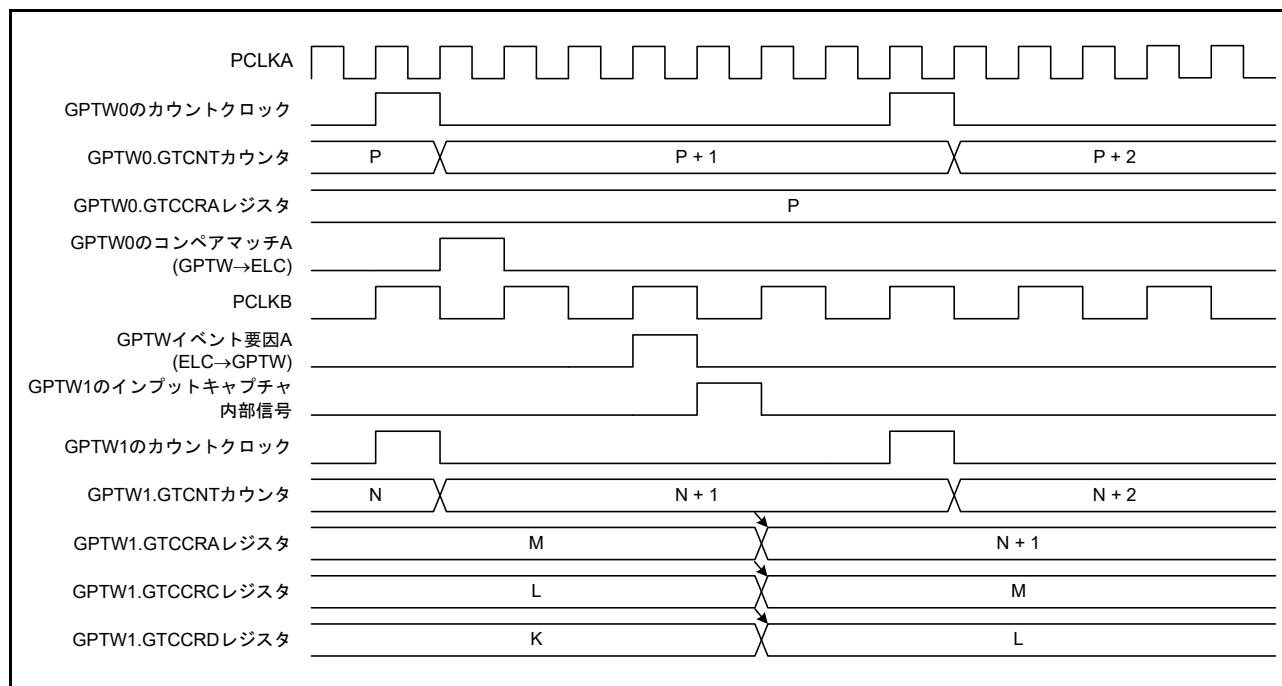 PCLKA
GPTW0のカウントクロック
GPTW0.GTCNTカウンタ
P
P + 1
P + 2
GPTW0.GTCCRAレジスタ
P
GPTW0のコンペアマッチA
(GPTW→ELC)
PCLKB
GPTWイベント要因A
(ELC→GPTW)
GPTW1のインプットキャプチャ
内部信号
GPTW1のカウントクロック
GPTW1.GTCNTカウンタ
N
N + 1
N + 2
GPTW1.GTCCRAレジスタ
M
N + 1
GPTW1.GTCCRCレジスタ
L
M
GPTW1.GTCCRDレジスタ
K
L